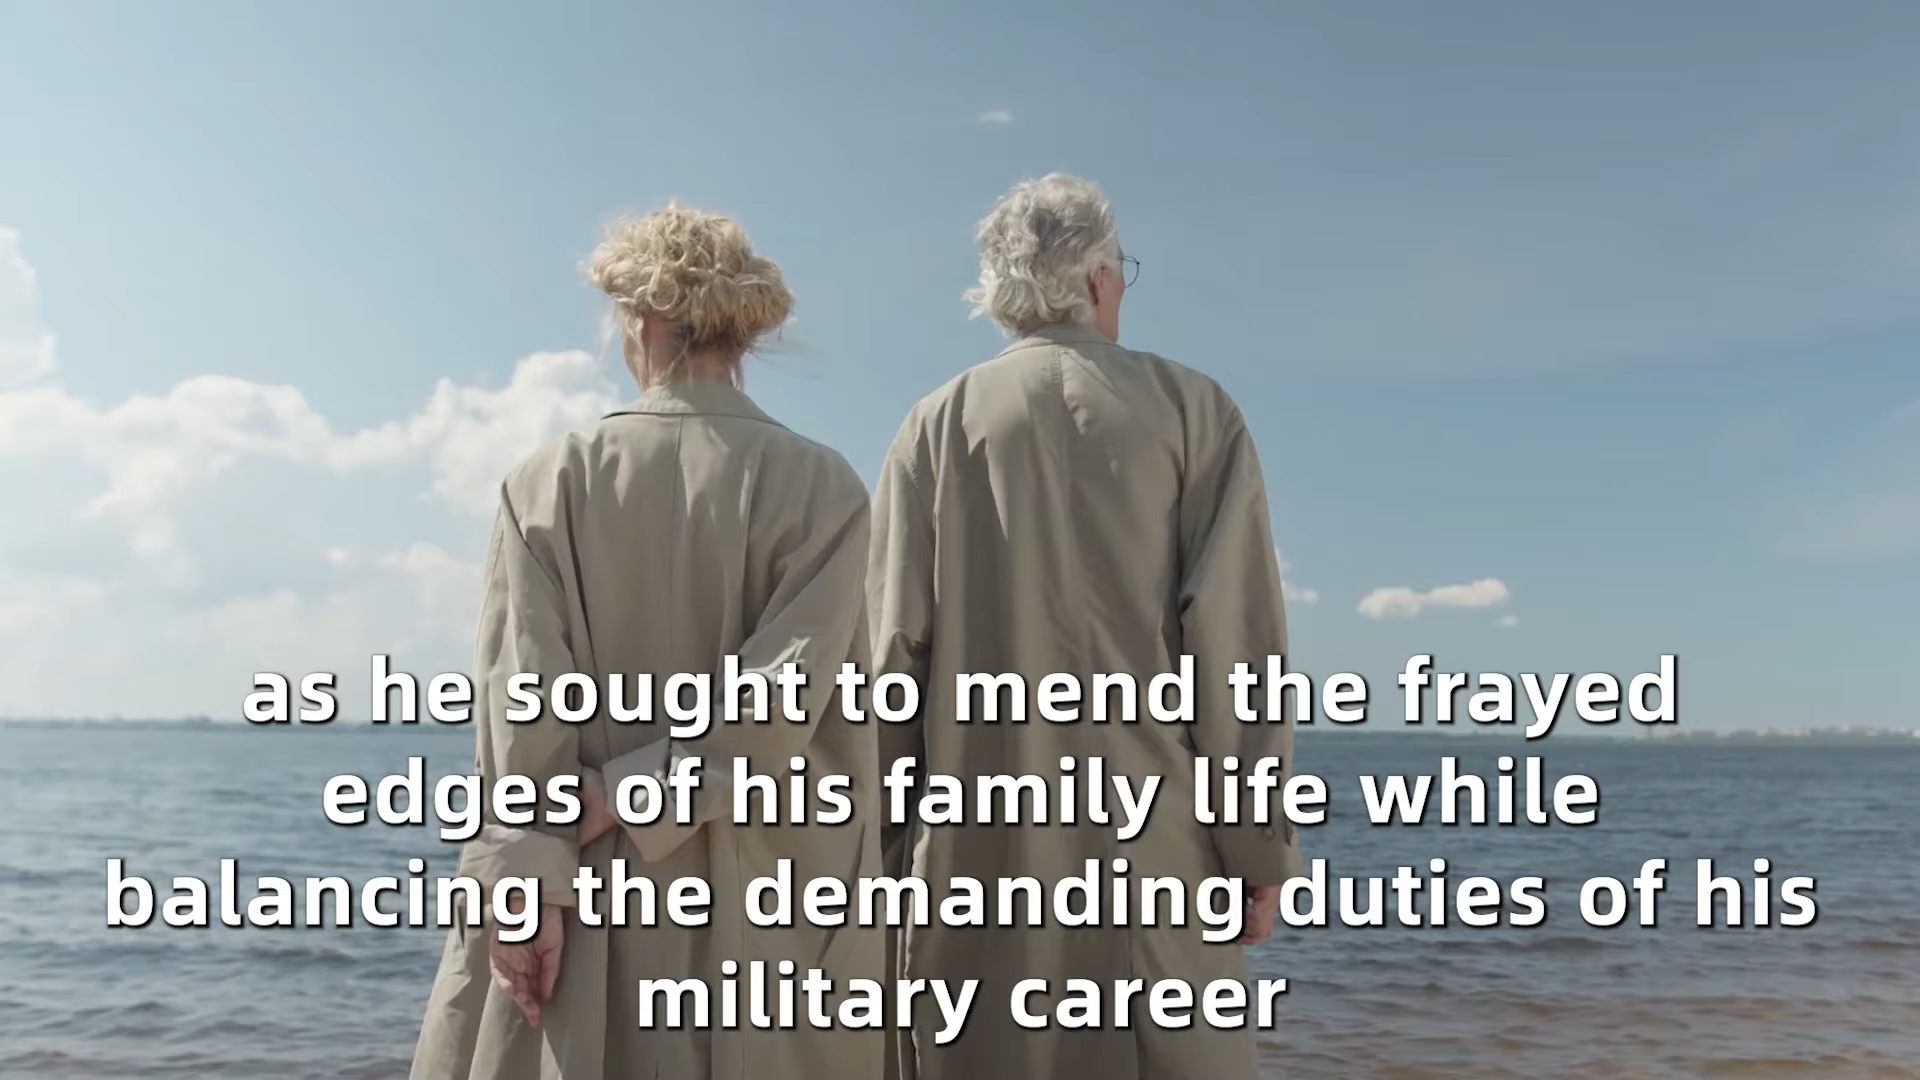 as he sought to mend the frayed
edges of his family life while
balancing the demanding duties of his
military career